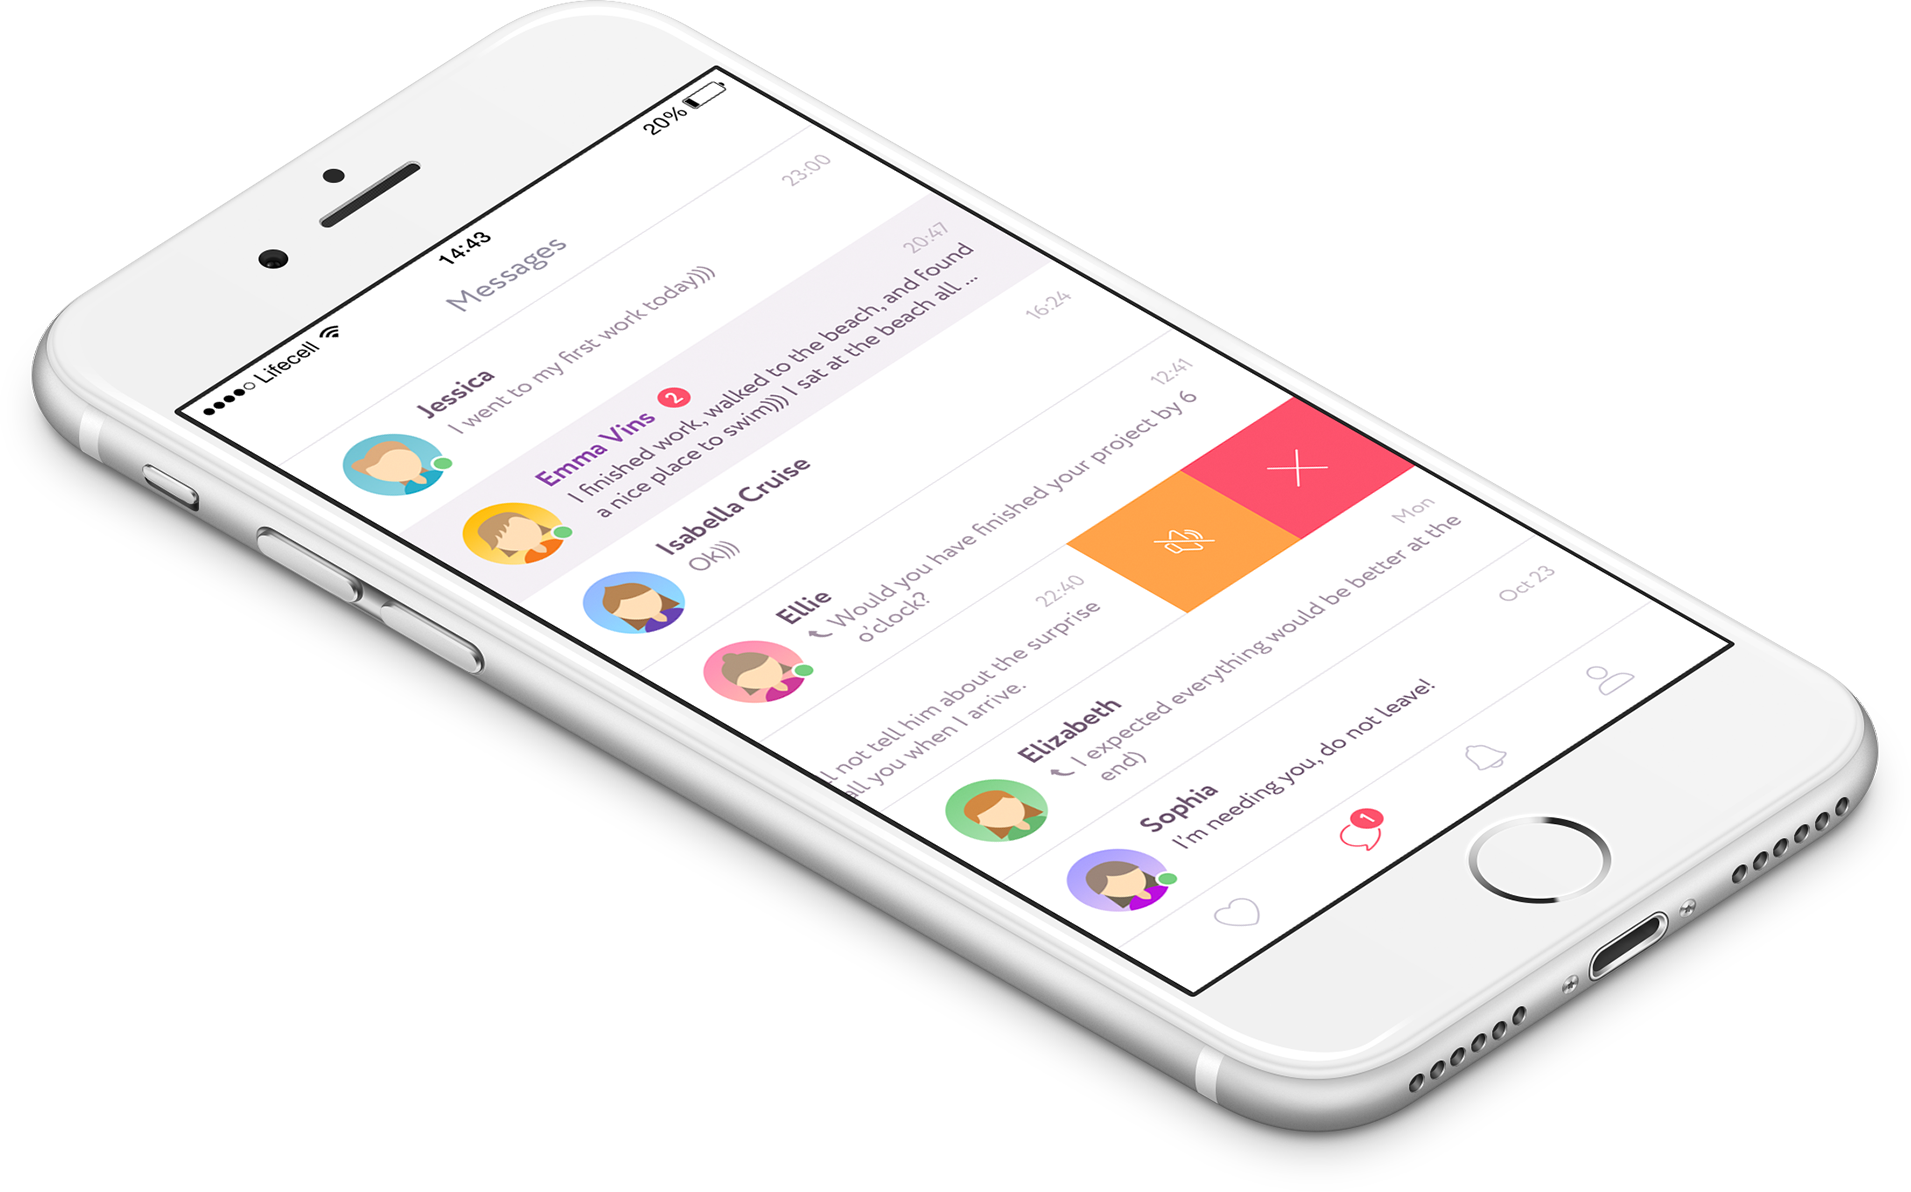 Lifecell
14:43
20%
Messages
Jessica
23:00
I went to my first work today))))
Emma Vins
2
20:47
I finished work, walked to the beach, and found
a nice place to swim)))) I sat at the beach all ...
Isabella Cruise
16:24
Ok)))
Ellie
12:41
Would you have finished your project by 6
o'clock?
22:40
not tell him about the surprise
all you when I arrive.
Elizabeth
Mon
I expected everything would be better at the
end)
Sophia
Oct 23
I'm needing you, do not leave!
1